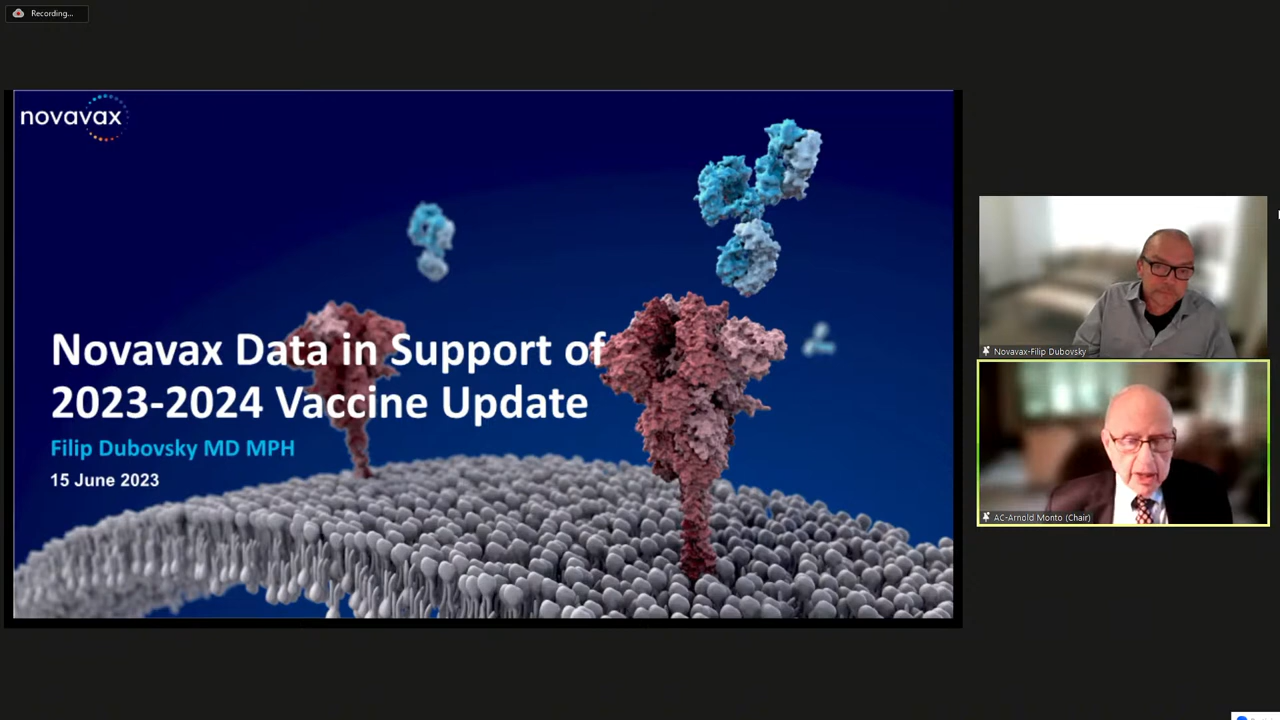 Recording...
novavax
Novavax Data in Support of
2023-2024 Vaccine Update
Filip Dubovsky MD MPH
15 June 2023
Novavax-Filip Dubovsky
AC-Arnold Monto (Chair)